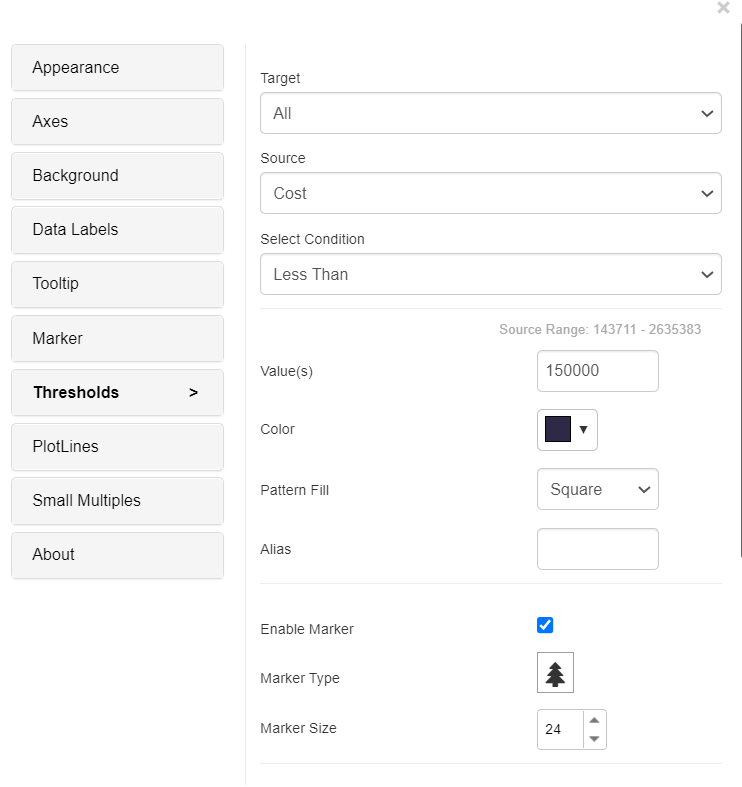 ×
Appearance
Axes
Background
Data Labels
Tooltip
Marker
Thresholds >
PlotLines
Small Multiples
About
Target
All
Source
Cost
Select Condition
Less Than
Source Range: 143711 - 2635383
Value(s) 150000
Color
Pattern Fill Square
Alias
Enable Marker
Marker Type
Marker Size 24